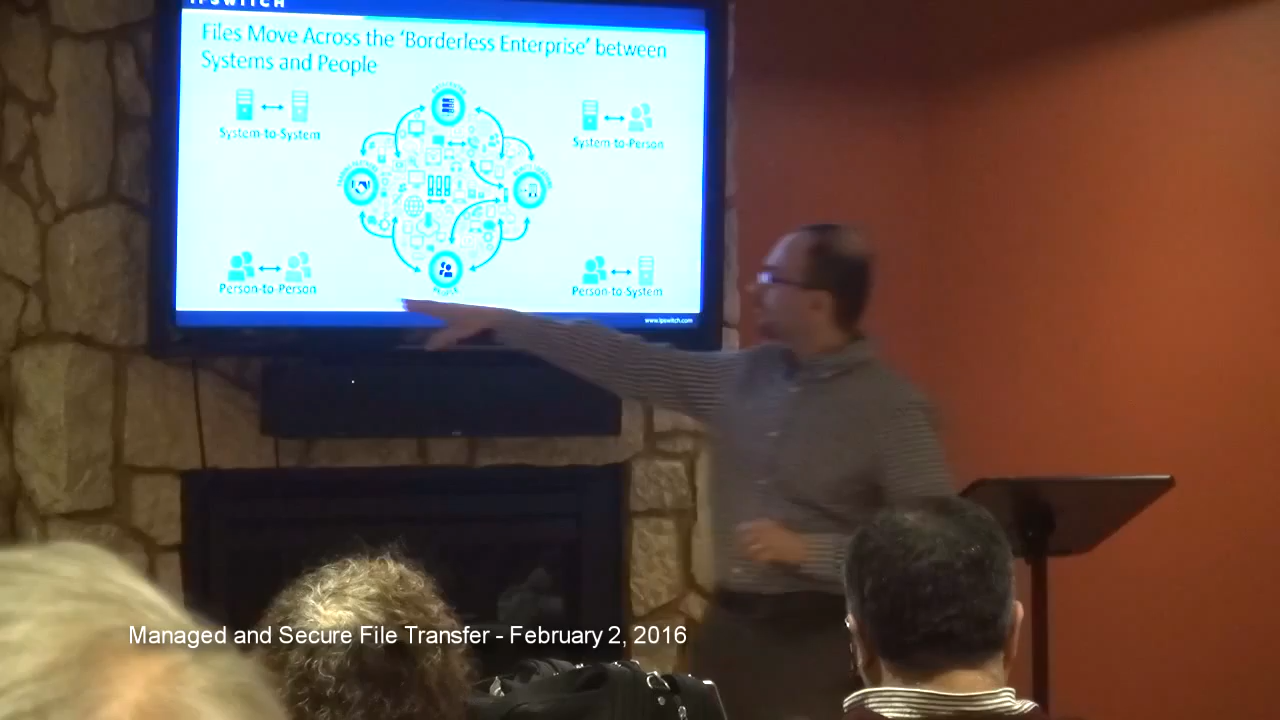 IPSWITCH
Files Move Across the ‘Borderless Enterprise’ between
Systems and People
System-to-System
System-to-Person
Person-to-Person
Person-to-System
www.ipswitch.com
Managed and Secure File Transfer - February 2, 2016